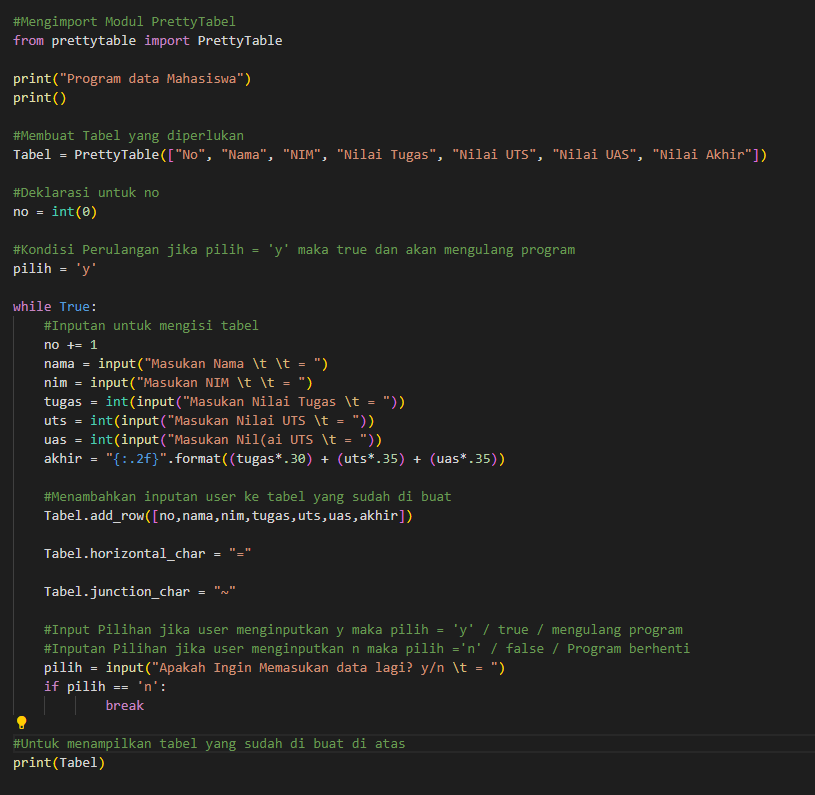 #Mengimport Modul PrettyTabel
from prettytable import PrettyTable
print("Program data Mahasiswa")
print()
#Membuat Tabel yang diperlukan
Tabel = PrettyTable(["No", "Nama", "NIM", "Nilai Tugas", "Nilai UTS", "Nilai UAS", "Nilai Akhir"])
#Deklarasi untuk no
no = int(0)
#Kondisi Perulangan jika pilih = 'y' maka true dan akan mengulang program
pilih = 'y'
while True:
    #Inputan untuk mengisi tabel
    no += 1
    nama = input("Masukan Nama \t \t = ")
    nim = input("Masukan NIM \t \t = ")
    tugas = int(input("Masukan Nilai Tugas \t = "))
    uts = int(input("Masukan Nilai UTS \t = "))
    uas = int(input("Masukan Nil(ai UTS \t = "))
    akhir = "{:.2f}".format((tugas*.30) + (uts*.35) + (uas*.35))
    #Menambahkan inputan user ke tabel yang sudah di buat
    Tabel.add_row([no,nama,nim,tugas,uts,uas,akhir])
    Tabel.horizontal_char = "="
    Tabel.junction_char = "~"
    #Input Pilihan jika user menginputkan y maka pilih = 'y' / true / mengulang program
    #Inputan Pilihan jika user menginputkan n maka pilih ='n' / false / Program berhenti
    pilih = input("Apakah Ingin Memasukan data lagi? y/n \t = ")
    if pilih == 'n':
            break
#Untuk menampilkan tabel yang sudah di buat di atas
print(Tabel)